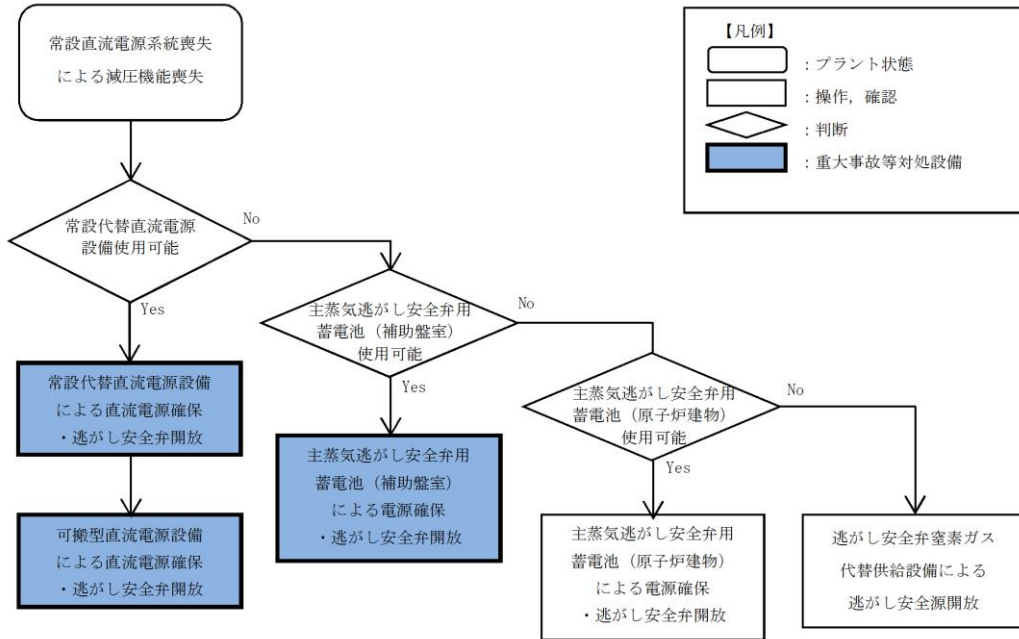 常設直流電源系統喪失
による減圧機能喪失
【凡例】
：プラント状態
：操作，確認
：判断
：重大事故等対処設備
常設代替直流電源
設備使用可能
No
Yes
主蒸気逃がし安全弁用
蓄電池（補助盤室）
使用可能
No
Yes
常設代替直流電源設備
による直流電源確保
・逃がし安全弁開放
主蒸気逃がし安全弁用
蓄電池（原子炉建物）
使用可能
No
Yes
主蒸気逃がし安全弁用
蓄電池（補助盤室）
による電源確保
・逃がし安全弁開放
可搬型直流電源設備
による直流電源確保
・逃がし安全弁開放
主蒸気逃がし安全弁用
蓄電池（原子炉建物）
による電源確保
・逃がし安全弁開放
逃がし安全弁窒素ガス
代替供給設備による
逃がし安全源開放